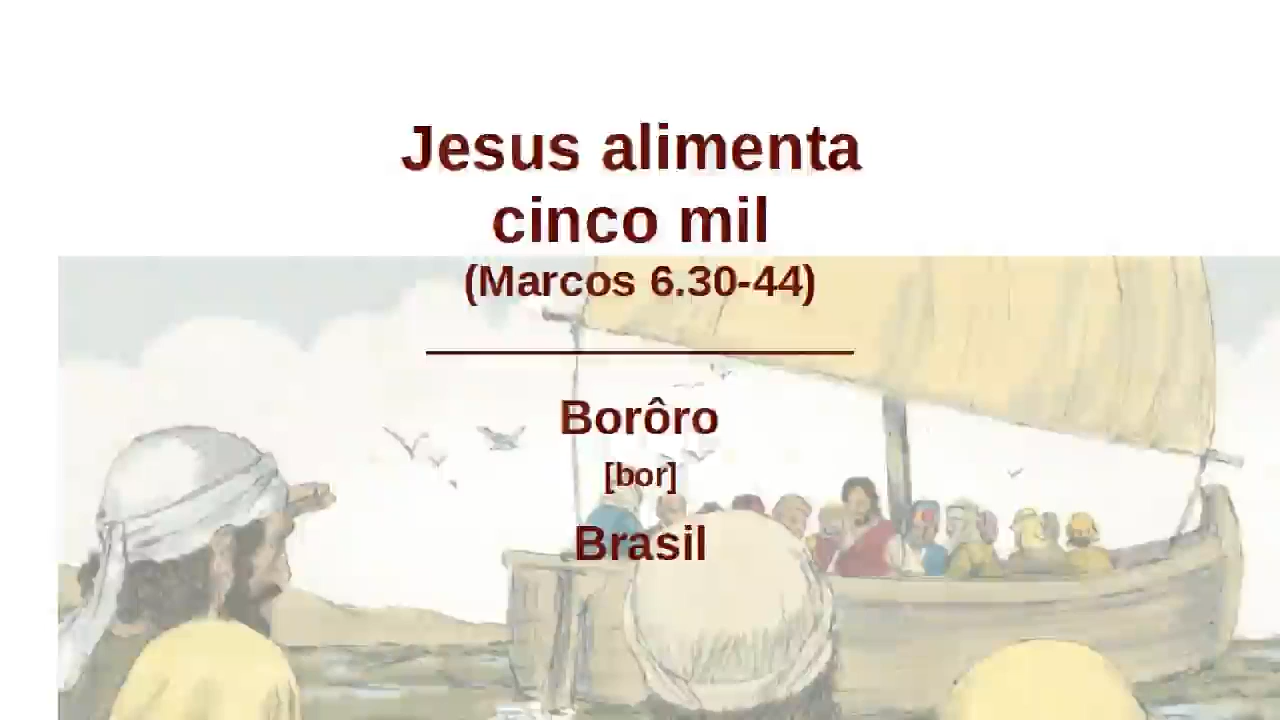 Jesus alimenta
cinco mil
(Marcos 6.30-44)
Borôro
[bor]
Brasil